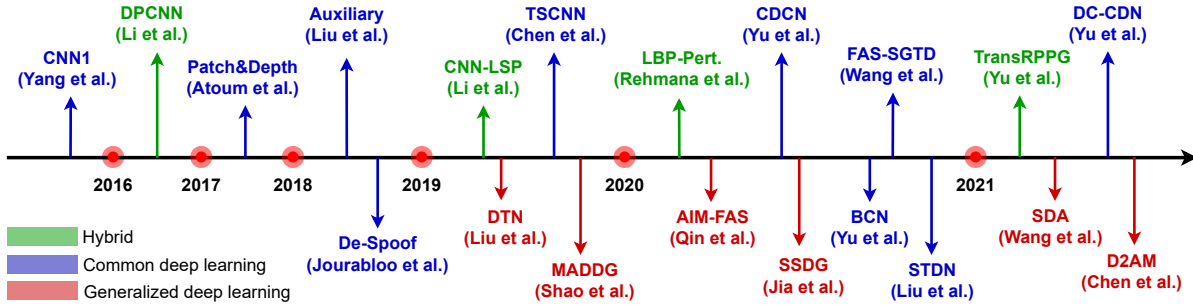 DPCNN
(Li et al.)
Auxiliary
(Liu et al.)
TSCNN
(Chen et al.)
CDCN
(Yu et al.)
DC-CDN
(Yu et al.)
CNN1
(Yang et al.)
Patch&Depth
(Atoum et al.)
CNN-LSP
(Li et al.)
LBP-Pert.
(Rehmana et al.)
FAS-SGTD
(Wang et al.)
TransRPPG
(Yu et al.)
2016
2017
2018
2019
2020
2021
DTN
(Liu et al.)
AIM-FAS
(Qin et al.)
BCN
(Yu et al.)
SDA
(Wang et al.)
De-Spoof
(Jourabloo et al.)
MADDG
(Shao et al.)
SSDG
(Jia et al.)
STDN
(Liu et al.)
D2AM
(Chen et al.)
Hybrid
Common deep learning
Generalized deep learning